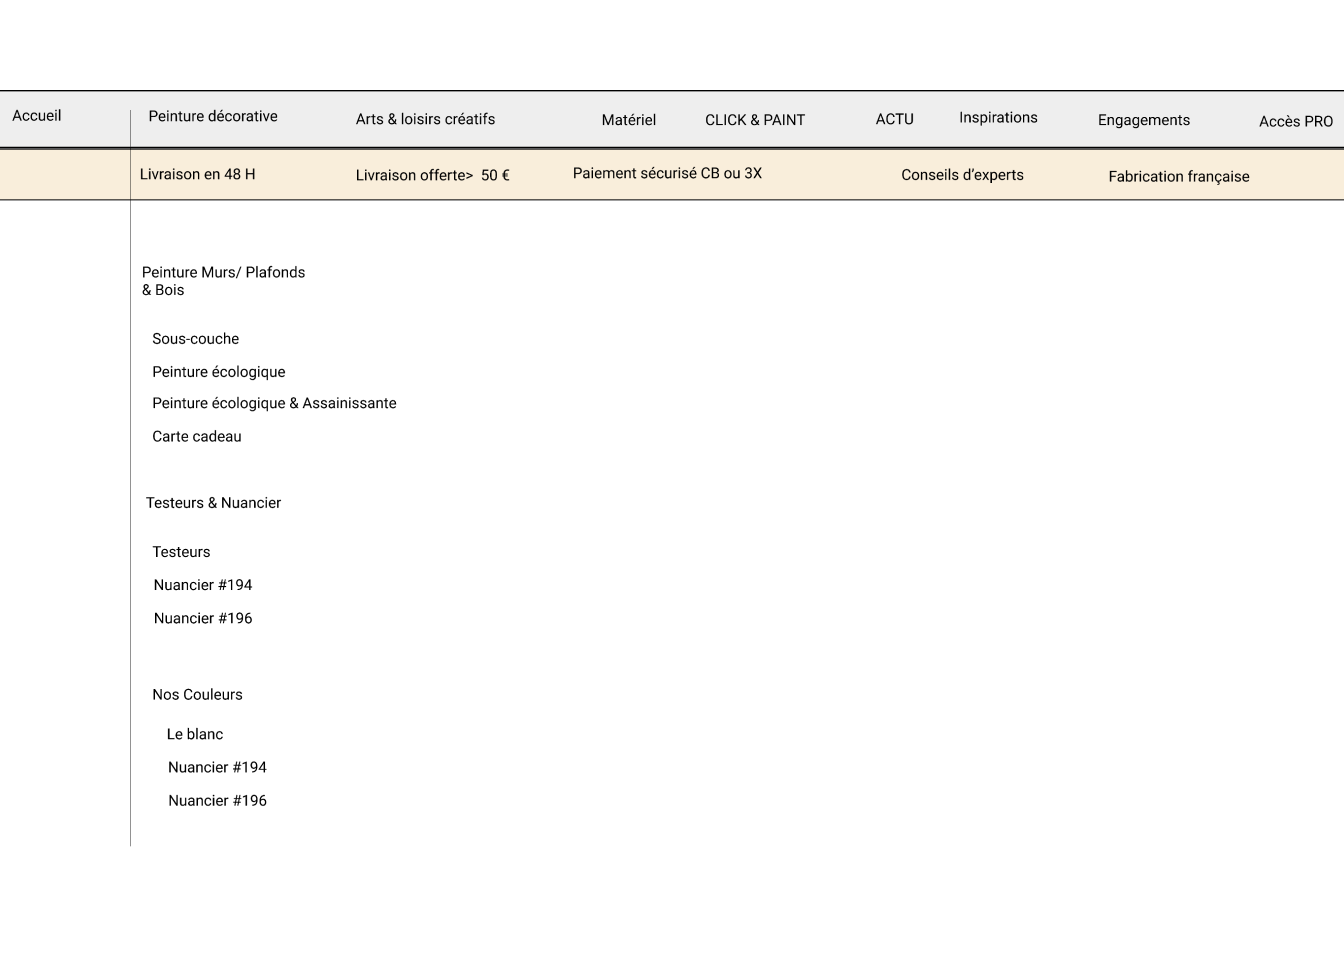 Accueil
Peinture décorative
Arts & loisirs créatifs
Matériel
CLICK & PAINT
ACTU
Inspirations
Engagements
Accès PRO
Livraison en 48 H
Livraison offerte>  50 €
Paiement sécurisé CB ou 3X
Conseils d’experts
Fabrication française
Peinture Murs/ Plafonds
& Bois
Sous-couche
Peinture écologique
Peinture écologique & Assainissante
Carte cadeau
Testeurs & Nuancier
Testeurs
Nuancier #194
Nuancier #196
Nos Couleurs
Le blanc
Nuancier #194
Nuancier #196